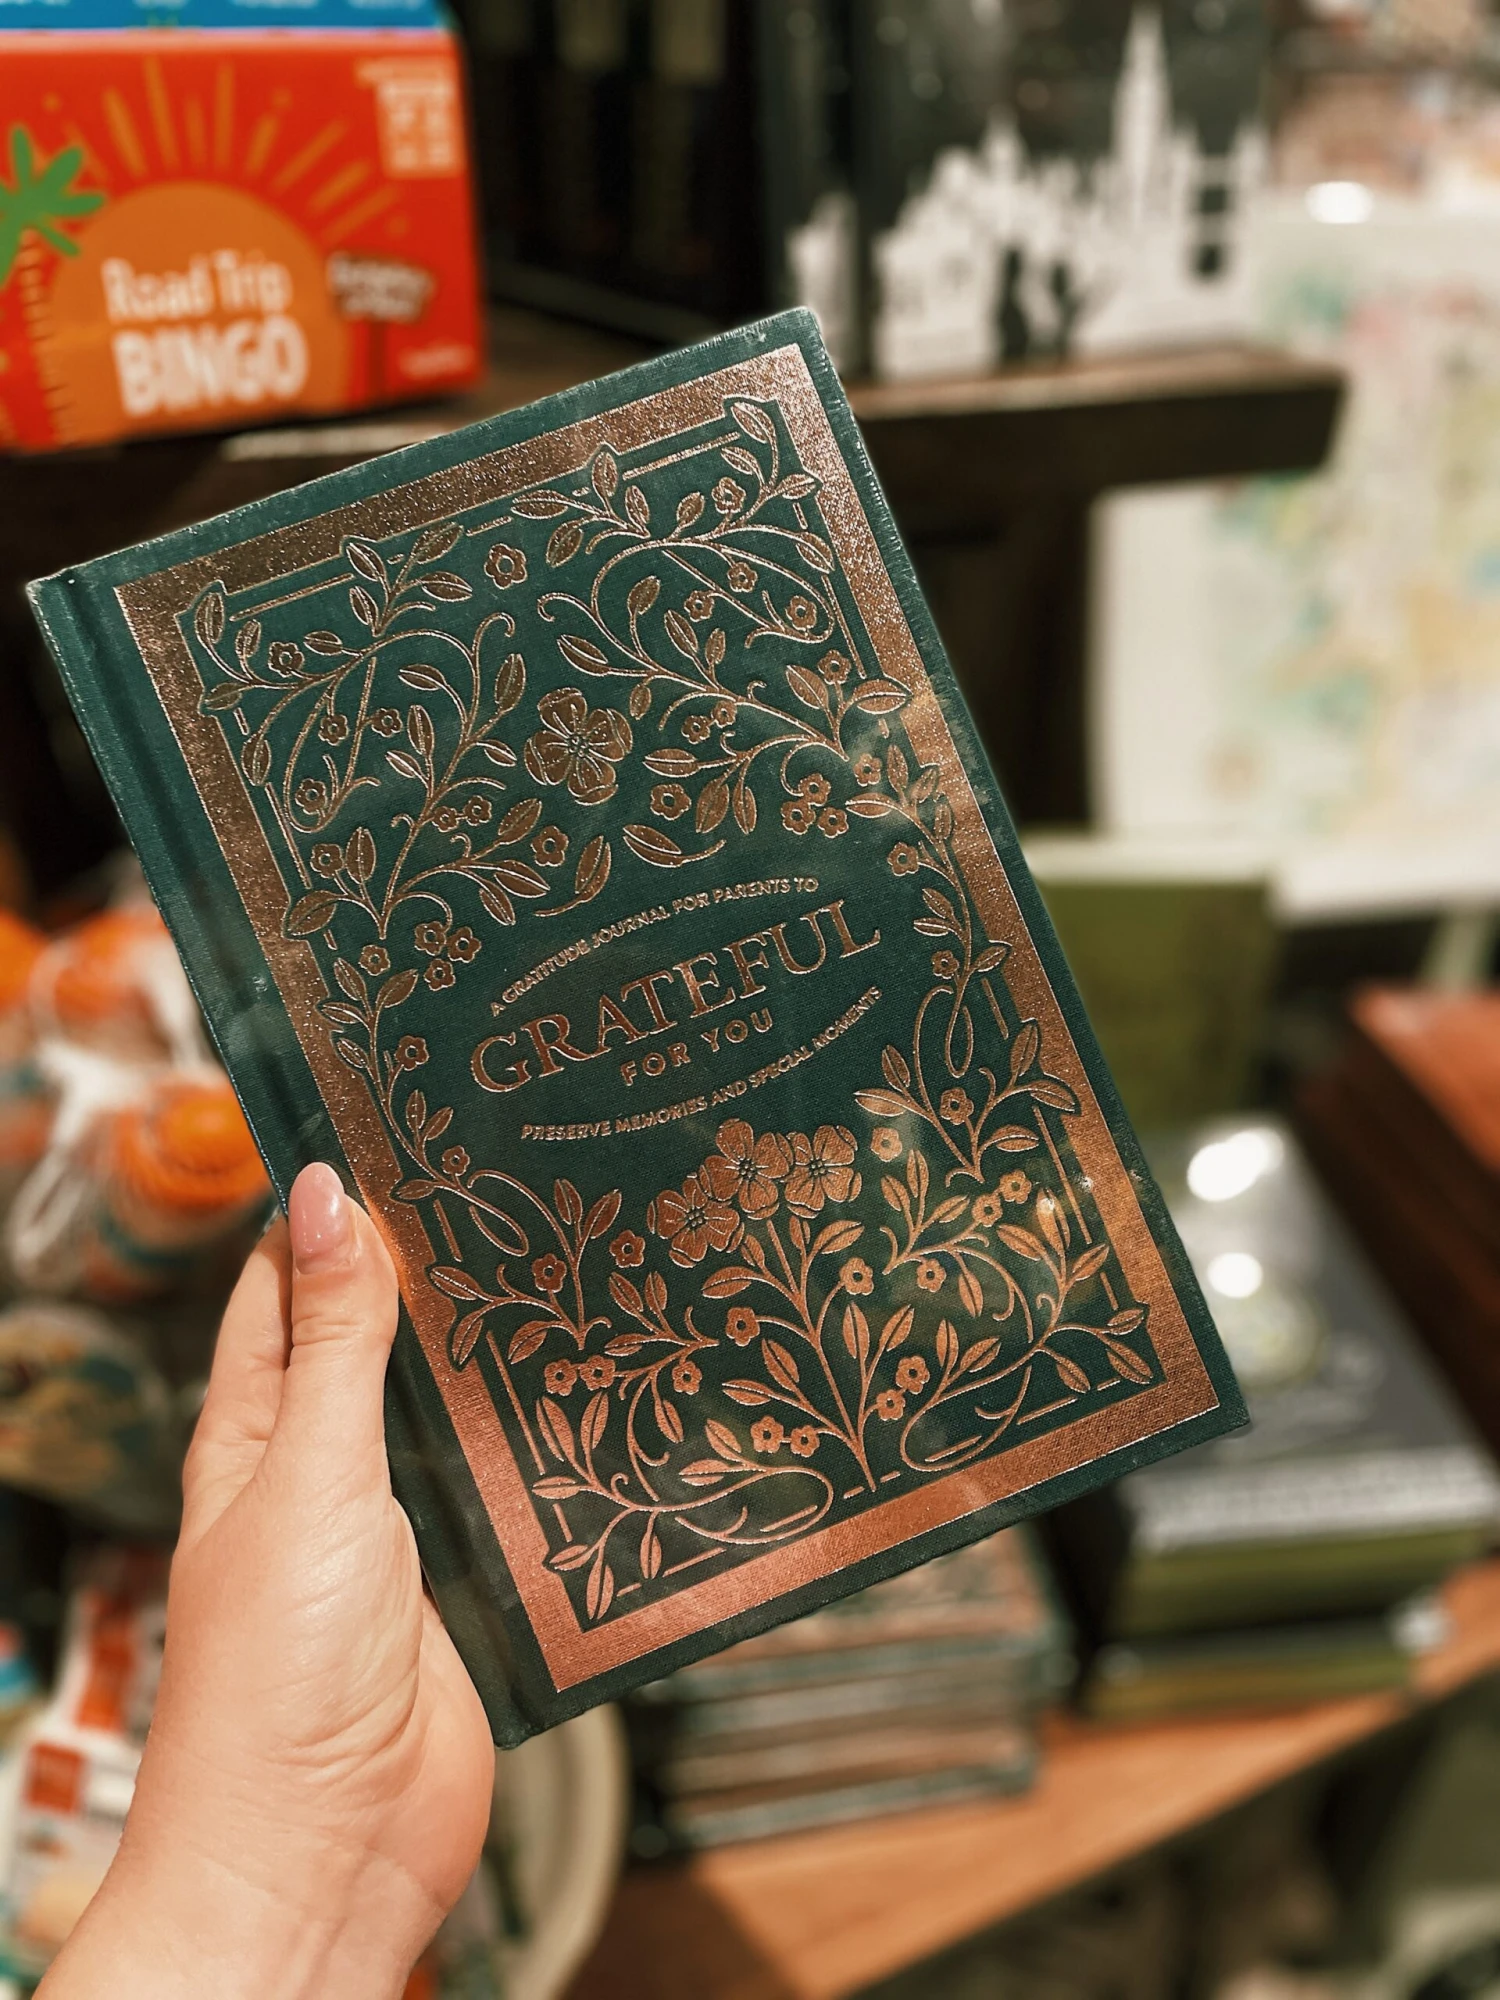 Road Trip
BINGO
A GRATITUDE JOURNAL FOR PARENTS TO
GRATEFUL
FOR YOU
PRESERVE MEMORIES AND SPECIAL MOMENTS